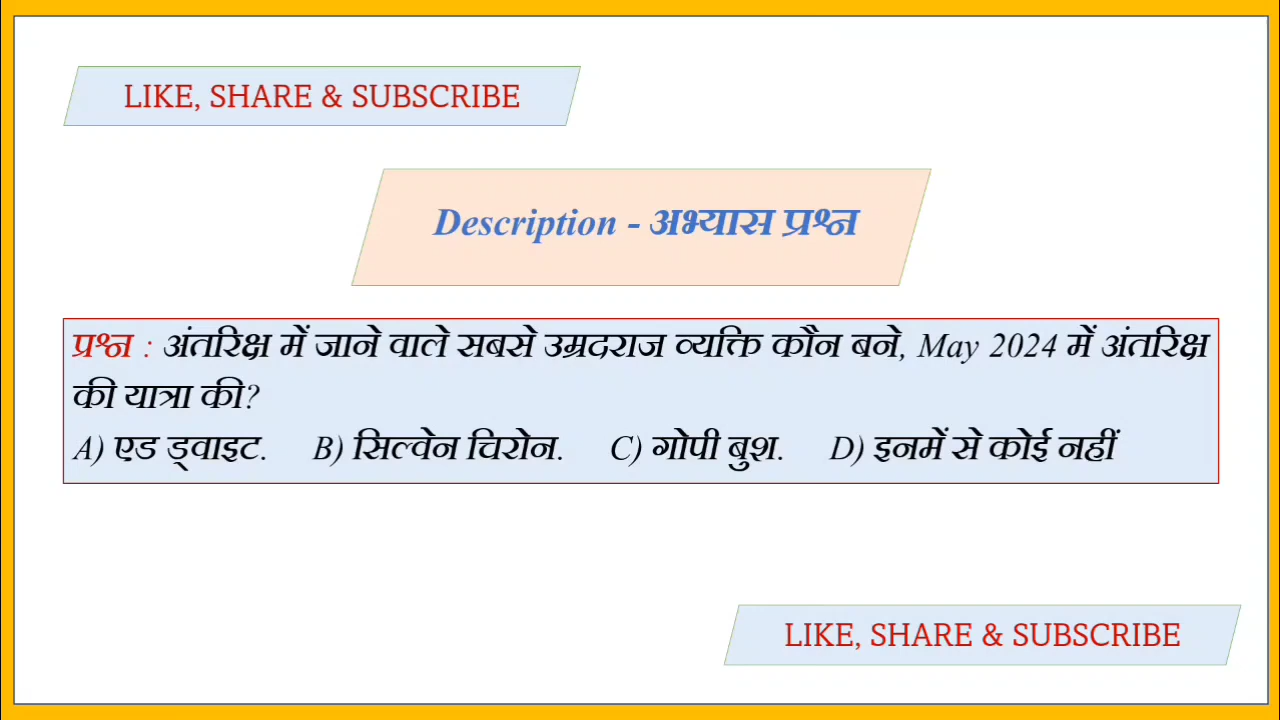 LIKE, SHARE & SUBSCRIBE
Description - अभ्यास प्रश्न
प्रश्न : अंतरिक्ष में जाने वाले सबसे उम्रदराज व्यक्ति कौन बने, May 2024 में अंतरिक्ष
की यात्रा की?
A) एड ड्वाइट. B) सिल्वेन चिरोन. C) गोपी बुश. D) इनमें से कोई नहीं
LIKE, SHARE & SUBSCRIBE